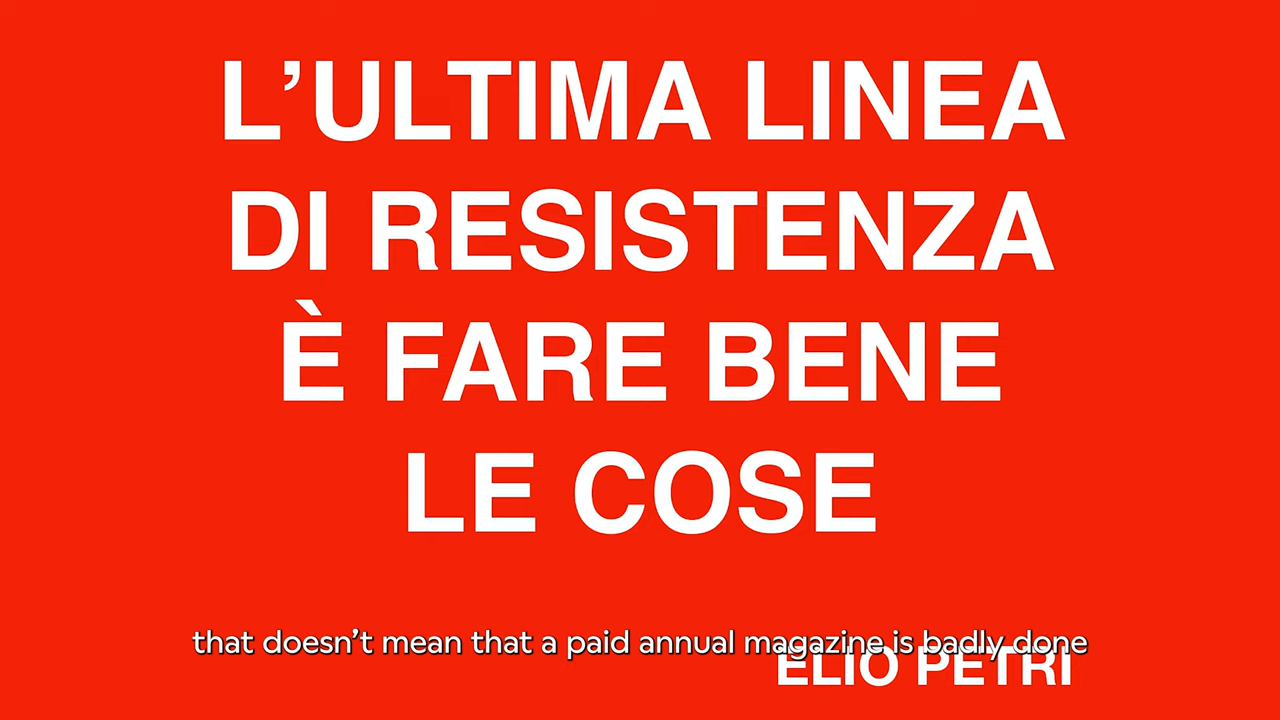 L’ULTIMA LINEA
DI RESISTENZA
È FARE BENE
LE COSE
that doesn’t mean that a paid annual magazine is badly done
ELIO PETRI